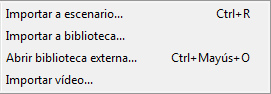 Importar a escenario... Ctrl+R
Importar a biblioteca...
Abrir biblioteca externa... Ctrl+Mayús+O
Importar vídeo...